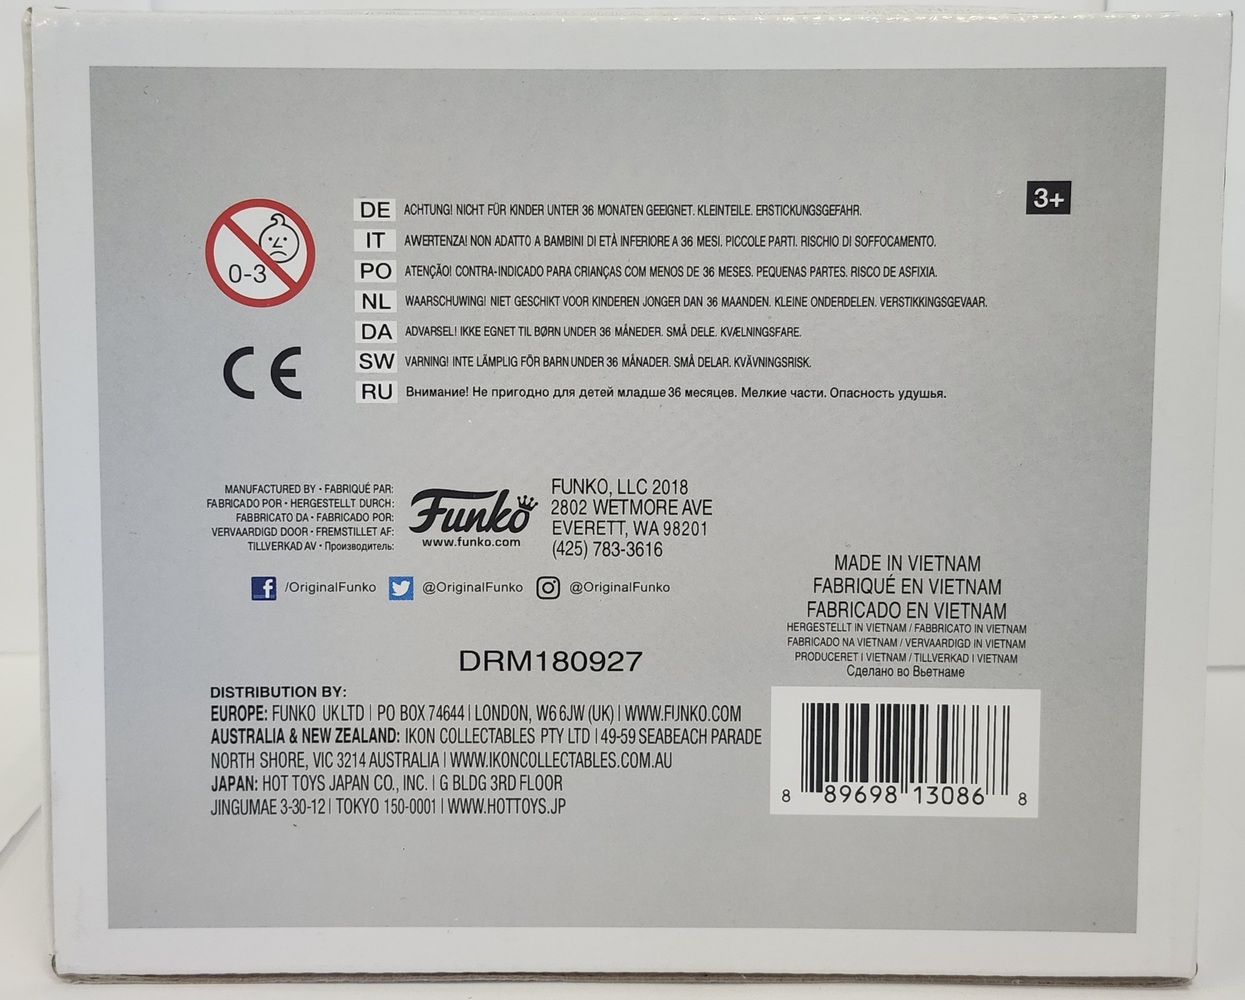 3+
0-3
DE ACHTUNG! NICHT FÜR KINDER UNTER 36 MONATEN GEEIGNET. KLEINTEILE. ERSTICKUNGSGEFAHR.
IT AWERTENZA! NON ADATTO A BAMBINI DI ETÀ INFERIORE A 36 MESI. PICCOLE PARTI. RISCHIO DI SOFFOCAMENTO.
PO ATENÇÃO! CONTRA-INDICADO PARA CRIANÇAS COM MENOS DE 36 MESES. PEQUENAS PARTES. RISCO DE ASFIXIA.
NL WAARSCHUWING! NIET GESCHIKT VOOR KINDEREN JONGER DAN 36 MAANDEN. KLEINE ONDERDELEN. VERSTIKKINGSGEVAAR.
DA ADVARSEL! IKKE EGNET TIL BØRN UNDER 36 MÅNEDER. SMÅ DELE. KVÆLNINGSFARE.
SW VARNING! INTE LÄMPLIG FÖR BARN UNDER 36 MÅNADER. SMÅ DELAR. KVÄVNINGSRISK.
RU Внимание! Не пригодно для детей младше 36 месяцев. Мелкие части. Опасность удушья.
CE
MANUFACTURED BY • FABRIQUÉ PAR:
FABRICADO POR • HERGESTELLT DURCH:
FABBRICATO DA • FABRICADO POR:
VERVAARDIGD DOOR • FREMSTILLET AF:
TILLVERKAD AV • Производитель:
Funko
www.funko.com
FUNKO, LLC 2018
2802 WETMORE AVE
EVERETT, WA 98201
(425) 783-3616
/OriginalFunko @OriginalFunko @OriginalFunko
MADE IN VIETNAM
FABRIQUÉ EN VIETNAM
FABRICADO EN VIETNAM
HERGESTELLT IN VIETNAM / FABBRICATO IN VIETNAM
FABRICADO NA VIETNAM / VERVAARDIGD IN VIETNAM
PRODUCERET I VIETNAM / TILLVERKAD I VIETNAM
Сделано во Вьетнаме
DRM180927
DISTRIBUTION BY:
EUROPE: FUNKO UK LTD | PO BOX 74644 | LONDON, W6 6JW (UK) | WWW.FUNKO.COM
AUSTRALIA & NEW ZEALAND: IKON COLLECTABLES PTY LTD | 49-59 SEABEACH PARADE
NORTH SHORE, VIC 3214 AUSTRALIA | WWW.IKONCOLLECTABLES.COM.AU
JAPAN: HOT TOYS JAPAN CO., INC. | G BLDG 3RD FLOOR
JINGUMAE 3-30-12 | TOKYO 150-0001 | WWW.HOTTOYS.JP
8 89698 13086 8